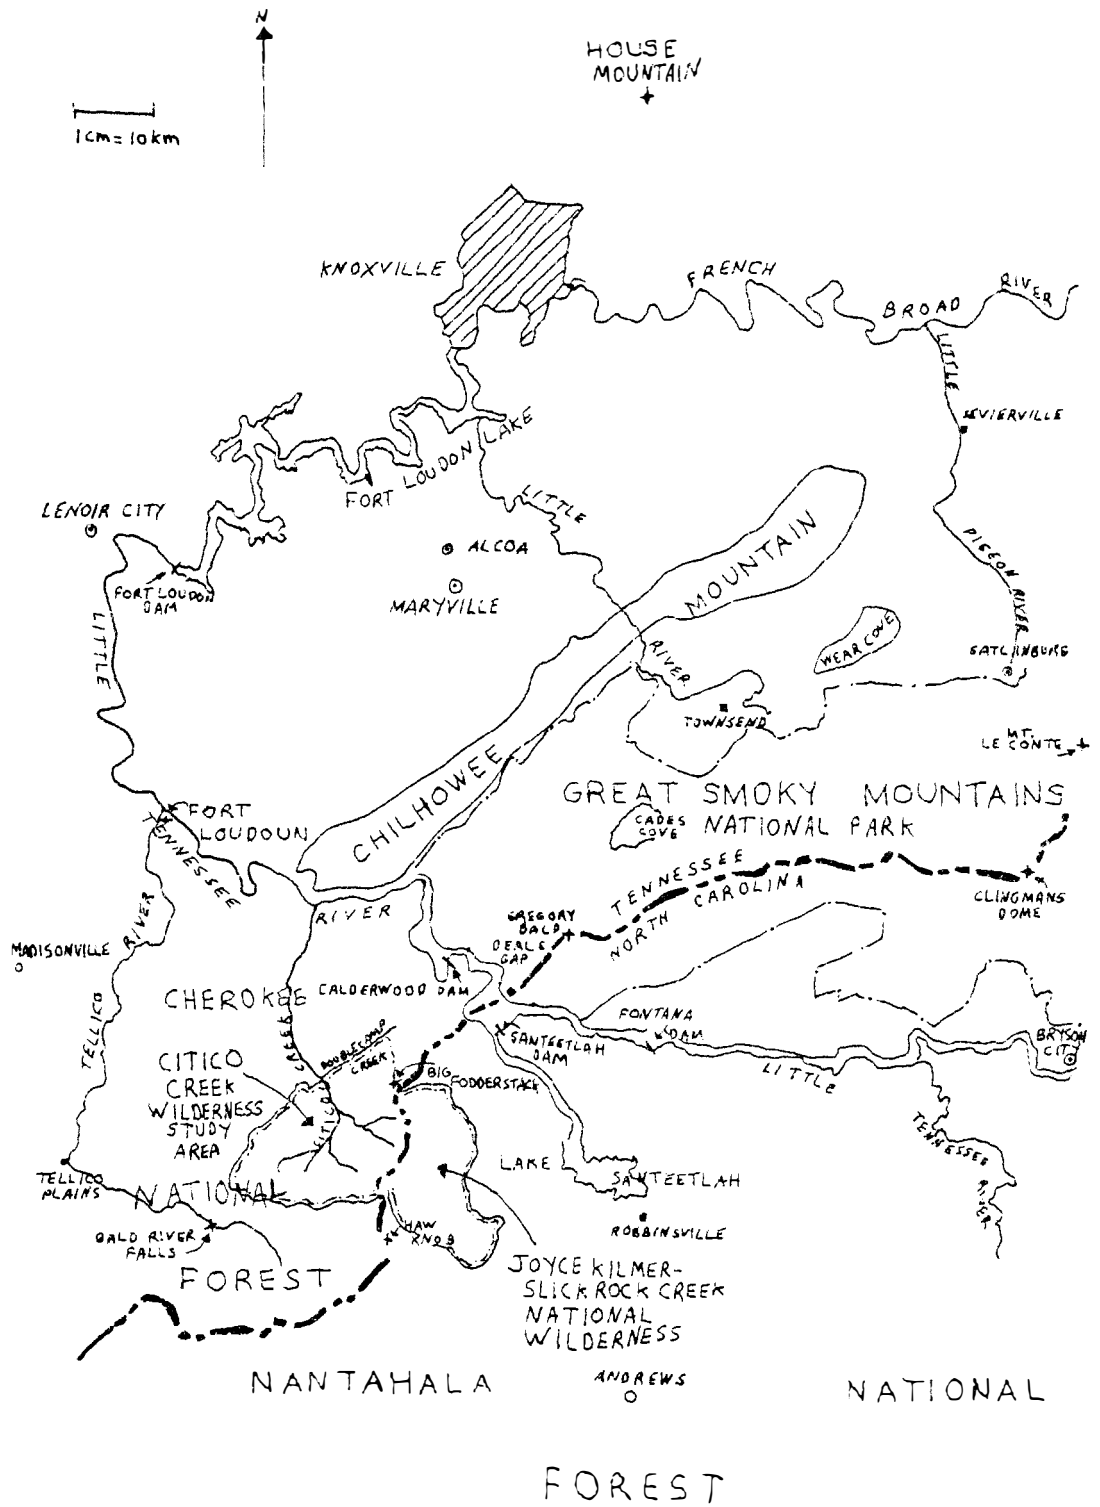 N
HOUSE
MOUNTAIN
1cm=10km
KNOXVILLE
FRENCH
BROAD
RIVER
LITTLE
SEVIERVILLE
FORT LOUDON LAKE
LENOIR CITY
LITTLE
ALCOA
MOUNTAIN
PIGEON RIVER
FORT LOUDON
DAM
MARYVILLE
LITTLE
WEAR COVE
RIVER
GATLINBURG
TOWNSEND
MT.
LE CONTE
CHILHOWEE
GREAT SMOKY MOUNTAINS
FORT
LOUDOUN
CADES
COVE
NATIONAL PARK
TENNESSEE
TENNESSEE
NORTH CAROLINA
CLINGMANS
DOME
RIVER
RIVER
GREGORY
BALD
DEALS
GAP
MADISONVILLE
CHEROKEE
CALDERWOOD DAM
TELLICO
FONTANA
DAM
SANTEETLAH
DAM
BRYSON
CITY
DOUBLECAMP
CREEK
CREEK
CITICO
CREEK
WILDERNESS
STUDY
AREA
BIG
FODDERSTACK
LITTLE
CITICO
TENNESSEE
RIVER
LAKE
SANTEETLAH
TELLICO
PLAINS
NATIONAL
HAW
KNOB
ROBBINSVILLE
BALD RIVER
FALLS
FOREST
JOYCE KILMER-
SLICKROCK CREEK
NATIONAL
WILDERNESS
NANTAHALA
ANDREWS
NATIONAL
FOREST